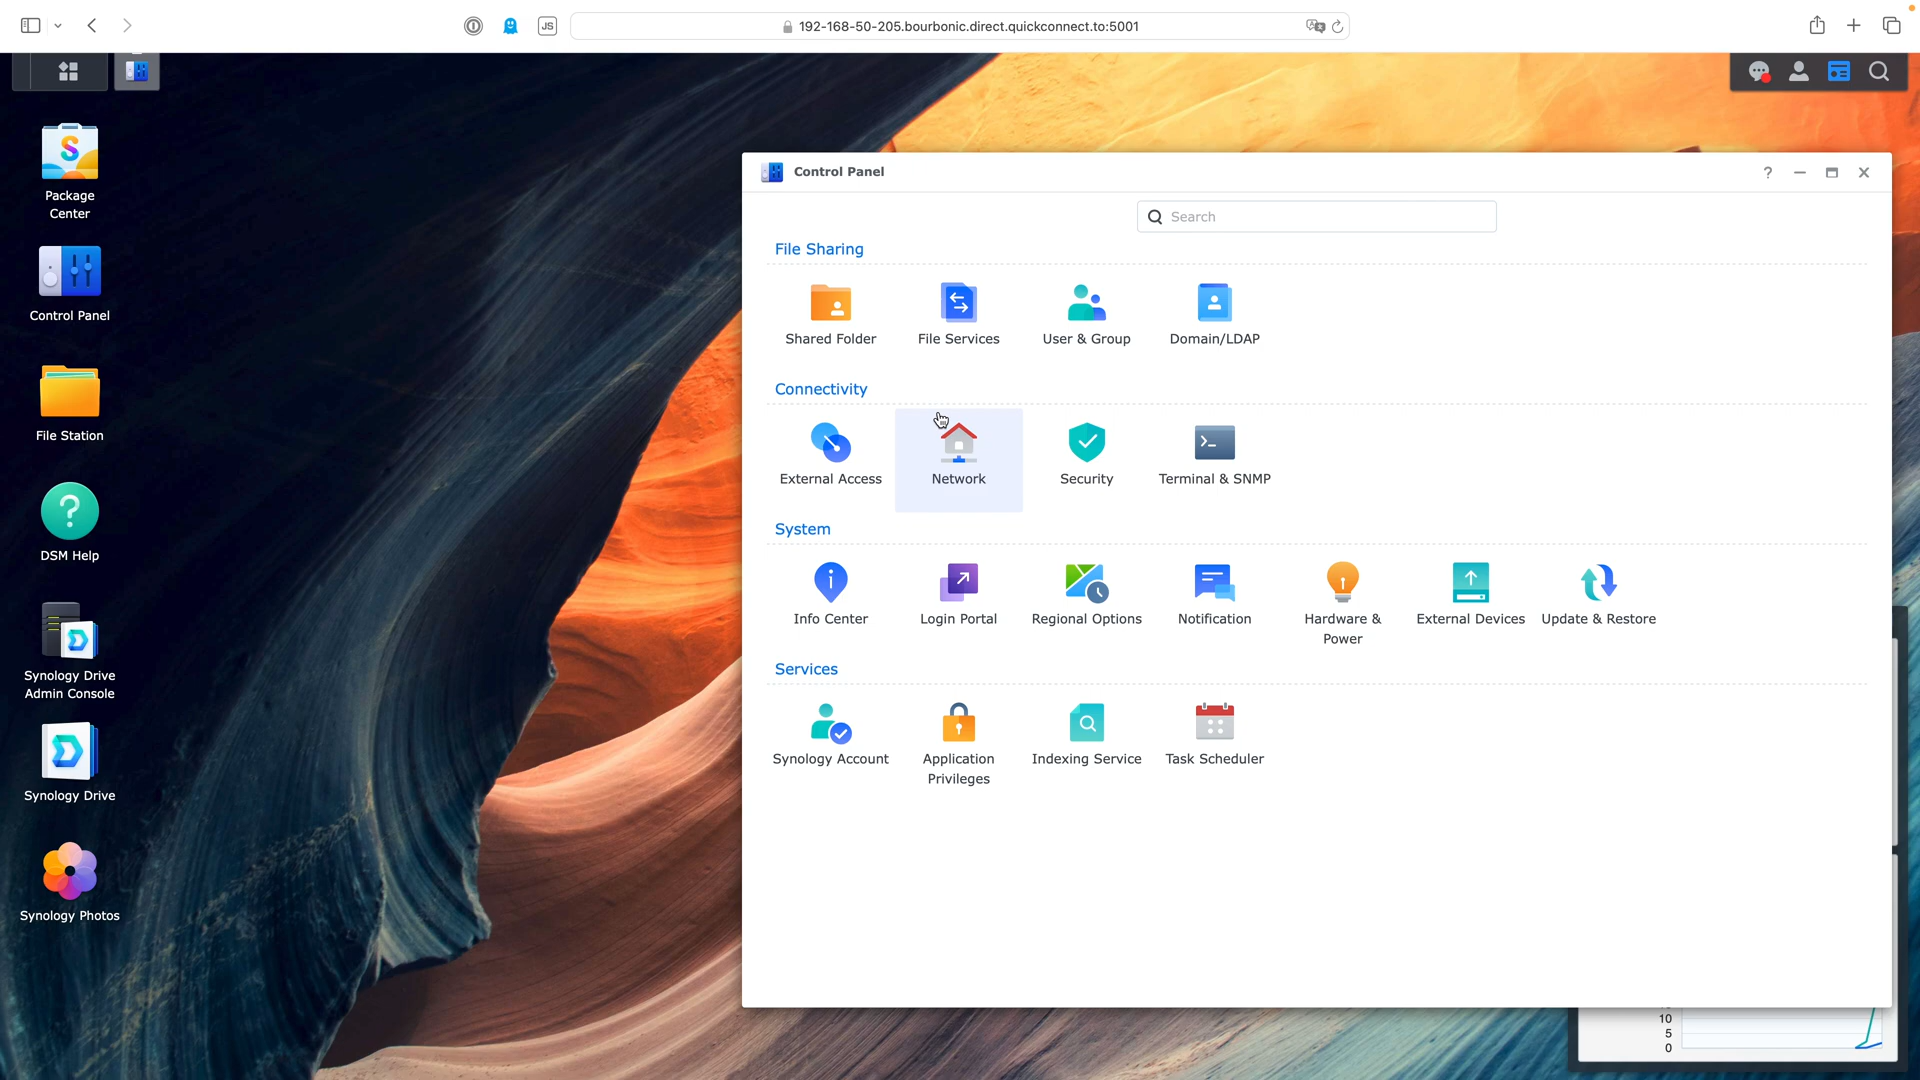 JS
192-168-50-205.bourbonic.direct.quickconnect.to:5001
Package
Center
Control Panel
File Station
DSM Help
Synology Drive
Admin Console
Synology Drive
Synology Photos
Control Panel
Search
File Sharing
Shared Folder
File Services
User & Group
Domain/LDAP
Connectivity
External Access
Network
Security
Terminal & SNMP
System
Info Center
Login Portal
Regional Options
Notification
Hardware &
Power
External Devices
Update & Restore
Services
Synology Account
Application
Privileges
Indexing Service
Task Scheduler
10
5
0